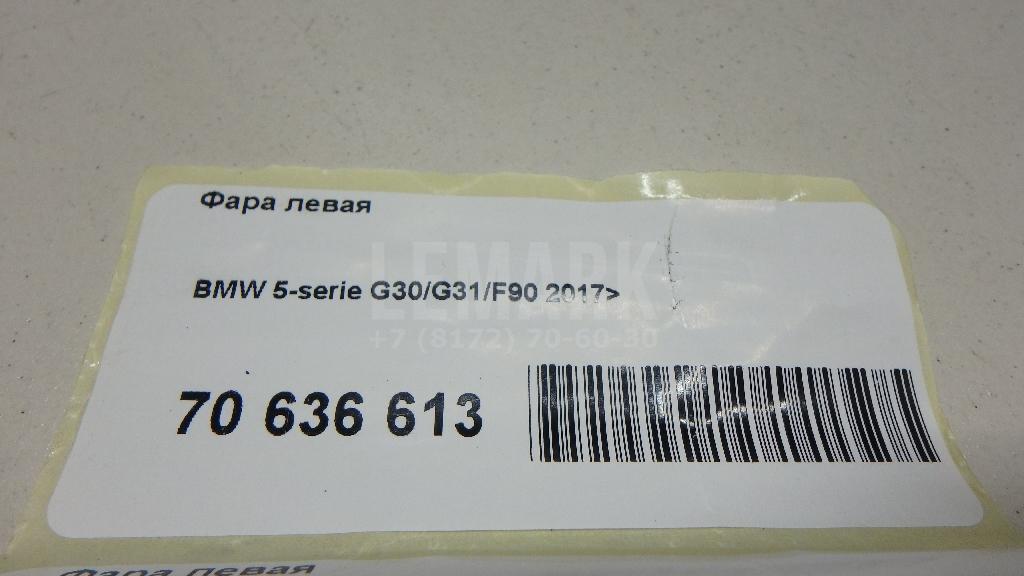 Фара левая
LEMARK
BMW 5-serie G30/G31/F90 2017>
+7 (8172) 70-60-30
70 636 613
Фара левая